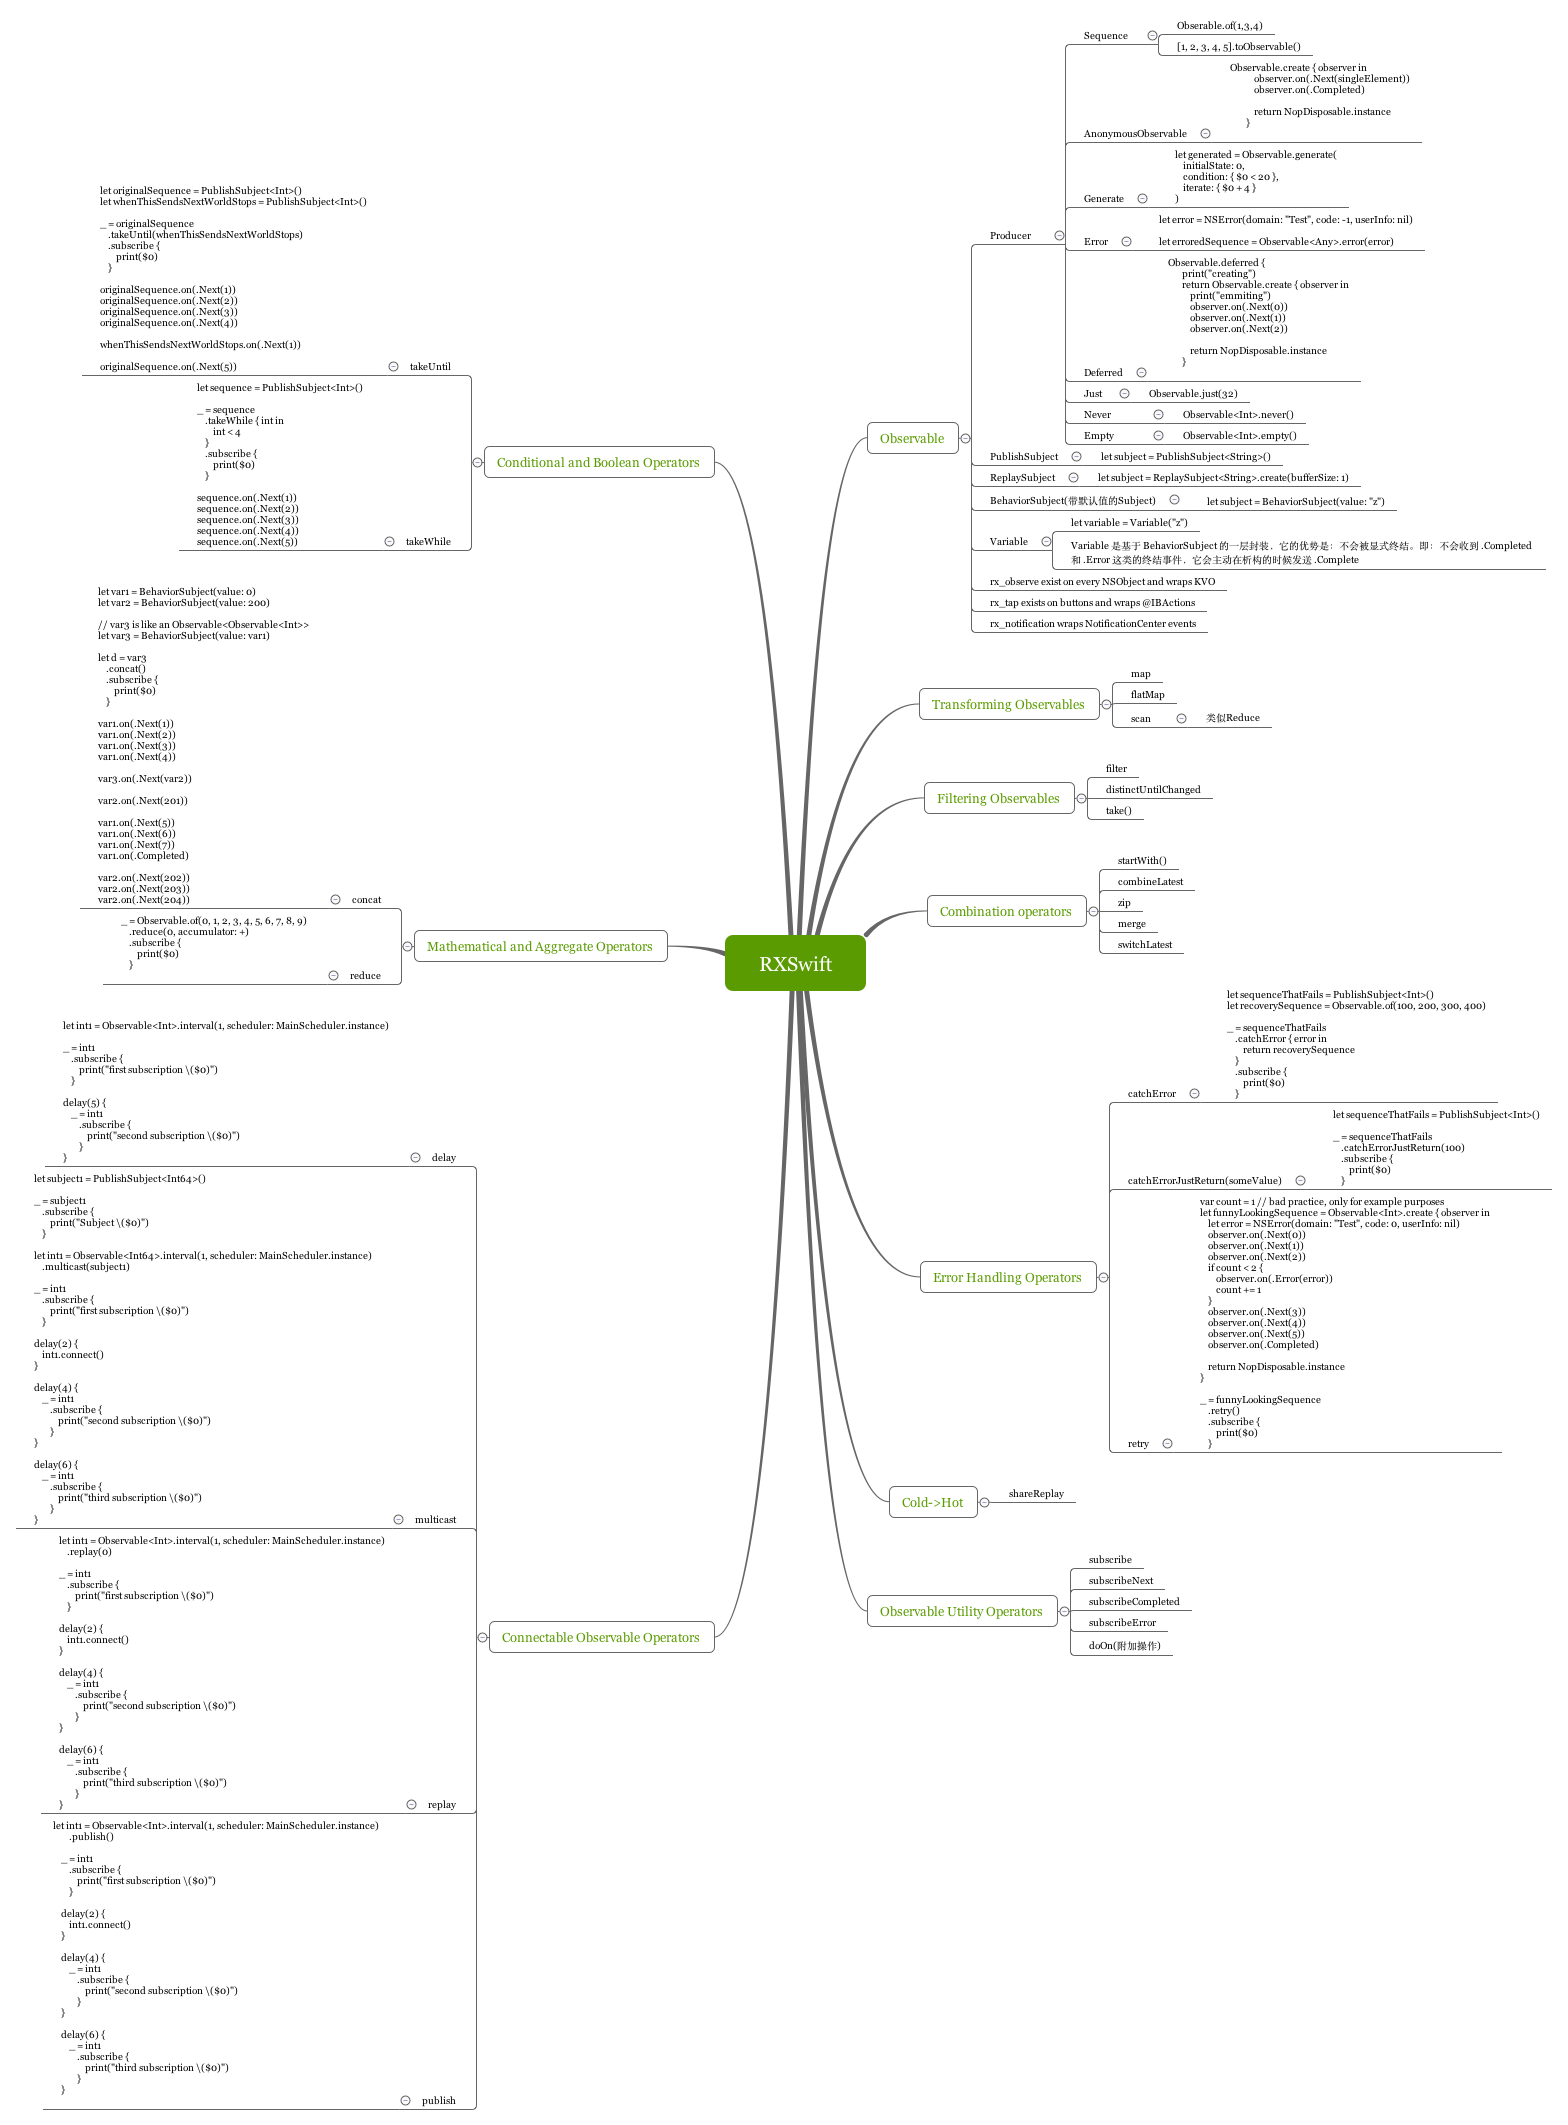 RXSwift
Observable
Producer
Sequence
Obserable.of(1,3,4)
[1, 2, 3, 4, 5].toObservable()
AnonymousObservable
Observable.create { observer in
observer.on(.Next(singleElement))
observer.on(.Completed)
return NopDisposable.instance
}
Generate
let generated = Observable.generate(
initialState: 0,
condition: { $0 < 20 },
iterate: { $0 + 4 }
)
Error
let error = NSError(domain: "Test", code: -1, userInfo: nil)
let erroredSequence = Observable<Any>.error(error)
Deferred
Observable.deferred {
print("creating")
return Observable.create { observer in
print("emmiting")
observer.on(.Next(0))
observer.on(.Next(1))
observer.on(.Next(2))
return NopDisposable.instance
}
Just
Observable.just(32)
Never
Observable<Int>.never()
Empty
Observable<Int>.empty()
PublishSubject
let subject = PublishSubject<String>()
ReplaySubject
let subject = ReplaySubject<String>.create(bufferSize: 1)
BehaviorSubject(带默认值的Subject)
let subject = BehaviorSubject(value: "z")
Variable
let variable = Variable("z")
Variable 是基于 BehaviorSubject 的一层封装，它的优势是：不会被显式终结。即：不会收到 .Completed
和 .Error 这类的终结事件，它会主动在析构的时候发送 .Complete
rx_observe exist on every NSObject and wraps KVO
rx_tap exists on buttons and wraps @IBActions
rx_notification wraps NotificationCenter events
Transforming Observables
map
flatMap
scan
类似Reduce
Filtering Observables
filter
distinctUntilChanged
take()
Combination operators
startWith()
combineLatest
zip
merge
switchLatest
Error Handling Operators
catchError
let sequenceThatFails = PublishSubject<Int>()
let recoverySequence = Observable.of(100, 200, 300, 400)
_ = sequenceThatFails
.catchError { error in
return recoverySequence
}
.subscribe {
print($0)
}
catchErrorJustReturn(someValue)
let sequenceThatFails = PublishSubject<Int>()
_ = sequenceThatFails
.catchErrorJustReturn(100)
.subscribe {
print($0)
}
retry
var count = 1 // bad practice, only for example purposes
let funnyLookingSequence = Observable<Int>.create { observer in
let error = NSError(domain: "Test", code: 0, userInfo: nil)
observer.on(.Next(0))
observer.on(.Next(1))
observer.on(.Next(2))
if count < 2 {
observer.on(.Error(error))
count += 1
}
observer.on(.Next(3))
observer.on(.Next(4))
observer.on(.Next(5))
observer.on(.Completed)
return NopDisposable.instance
}
_ = funnyLookingSequence
.retry()
.subscribe {
print($0)
}
Cold->Hot
shareReplay
Observable Utility Operators
subscribe
subscribeNext
subscribeCompleted
subscribeError
doOn(附加操作)
Conditional and Boolean Operators
let originalSequence = PublishSubject<Int>()
let whenThisSendsNextWorldStops = PublishSubject<Int>()
_ = originalSequence
.takeUntil(whenThisSendsNextWorldStops)
.subscribe {
print($0)
}
originalSequence.on(.Next(1))
originalSequence.on(.Next(2))
originalSequence.on(.Next(3))
originalSequence.on(.Next(4))
whenThisSendsNextWorldStops.on(.Next(1))
originalSequence.on(.Next(5))
takeUntil
let sequence = PublishSubject<Int>()
_ = sequence
.takeWhile { int in
int < 4
}
.subscribe {
print($0)
}
sequence.on(.Next(1))
sequence.on(.Next(2))
sequence.on(.Next(3))
sequence.on(.Next(4))
sequence.on(.Next(5))
takeWhile
Mathematical and Aggregate Operators
let var1 = BehaviorSubject(value: 0)
let var2 = BehaviorSubject(value: 200)
// var3 is like an Observable<Observable<Int>>
let var3 = BehaviorSubject(value: var1)
let d = var3
.concat()
.subscribe {
print($0)
}
var1.on(.Next(1))
var1.on(.Next(2))
var1.on(.Next(3))
var1.on(.Next(4))
var3.on(.Next(var2))
var2.on(.Next(201))
var1.on(.Next(5))
var1.on(.Next(6))
var1.on(.Next(7))
var1.on(.Completed)
var2.on(.Next(202))
var2.on(.Next(203))
var2.on(.Next(204))
concat
_ = Observable.of(0, 1, 2, 3, 4, 5, 6, 7, 8, 9)
.reduce(0, accumulator: +)
.subscribe {
print($0)
}
reduce
Connectable Observable Operators
let int1 = Observable<Int>.interval(1, scheduler: MainScheduler.instance)
_ = int1
.subscribe {
print("first subscription \($0)")
}
delay(5) {
_ = int1
.subscribe {
print("second subscription \($0)")
}
}
delay
let subject1 = PublishSubject<Int64>()
_ = subject1
.subscribe {
print("Subject \($0)")
}
let int1 = Observable<Int64>.interval(1, scheduler: MainScheduler.instance)
.multicast(subject1)
_ = int1
.subscribe {
print("first subscription \($0)")
}
delay(2) {
int1.connect()
}
delay(4) {
_ = int1
.subscribe {
print("second subscription \($0)")
}
}
delay(6) {
_ = int1
.subscribe {
print("third subscription \($0)")
}
}
multicast
let int1 = Observable<Int>.interval(1, scheduler: MainScheduler.instance)
.replay(0)
_ = int1
.subscribe {
print("first subscription \($0)")
}
delay(2) {
int1.connect()
}
delay(4) {
_ = int1
.subscribe {
print("second subscription \($0)")
}
}
delay(6) {
_ = int1
.subscribe {
print("third subscription \($0)")
}
}
replay
let int1 = Observable<Int>.interval(1, scheduler: MainScheduler.instance)
.publish()
_ = int1
.subscribe {
print("first subscription \($0)")
}
delay(2) {
int1.connect()
}
delay(4) {
_ = int1
.subscribe {
print("second subscription \($0)")
}
}
delay(6) {
_ = int1
.subscribe {
print("third subscription \($0)")
}
}
publish